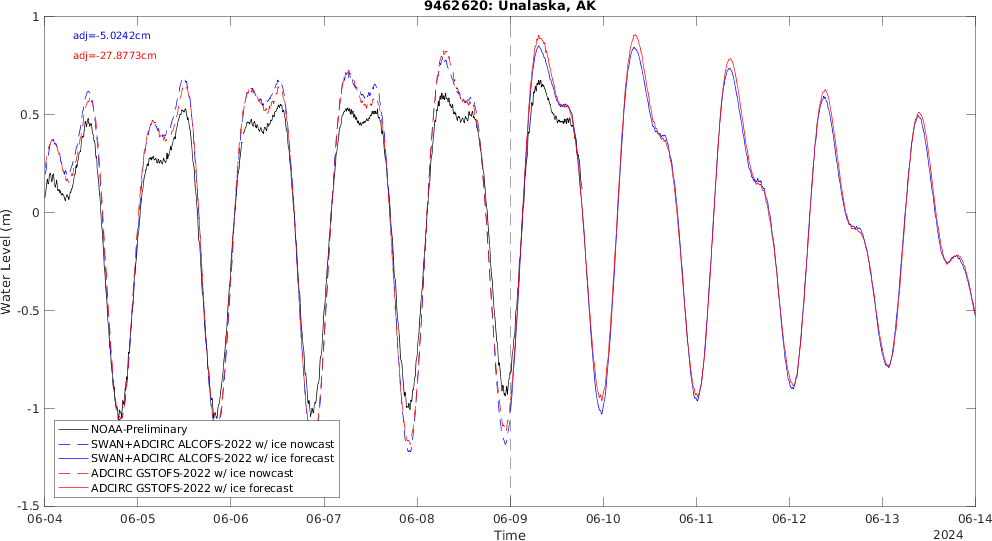 9462620: Unalaska, AK
adj=-5.0242cm
adj=-27.8773cm
Water Level (m)
1
0.5
0
-0.5
-1
-1.5
NOAA-Preliminary
SWAN+ADCIRC ALCOFS-2022 w/ ice nowcast
SWAN+ADCIRC ALCOFS-2022 w/ ice forecast
ADCIRC GSTOFS-2022 w/ ice nowcast
ADCIRC GSTOFS-2022 w/ ice forecast
06-04 06-05 06-06 06-07 06-08 06-09 06-10 06-11 06-12 06-13 06-14
Time
2024